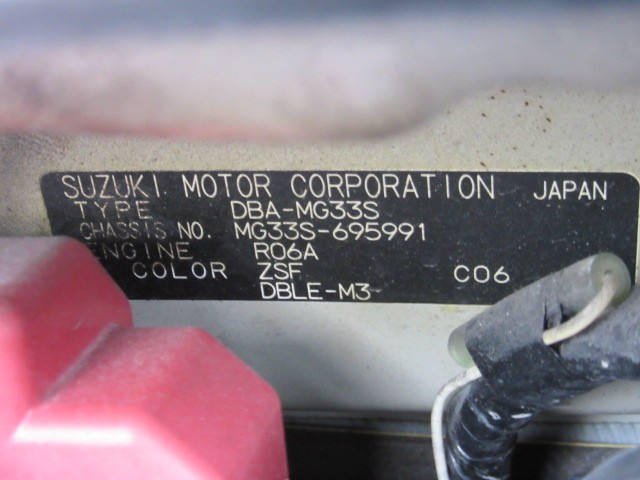 SUZUKI MOTOR CORPORATION JAPAN
TYPE DBA-MG33S
CHASSIS NO. MG33S-695991
ENGINE R06A
COLOR ZSF C06
DBLE-M3